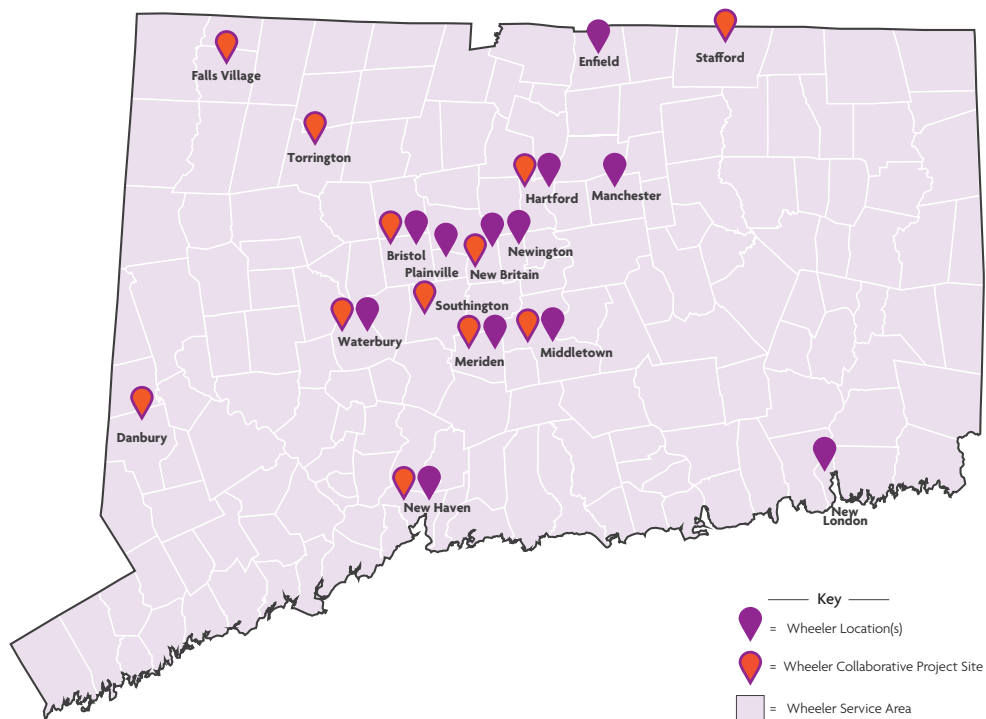 Falls Village
Enfield
Stafford
Torrington
Hartford
Manchester
Bristol
Newington
Plainville
New Britain
Southington
Waterbury
Meriden
Middletown
Danbury
New Haven
New
London
Key
= Wheeler Location(s)
= Wheeler Collaborative Project Site
= Wheeler Service Area